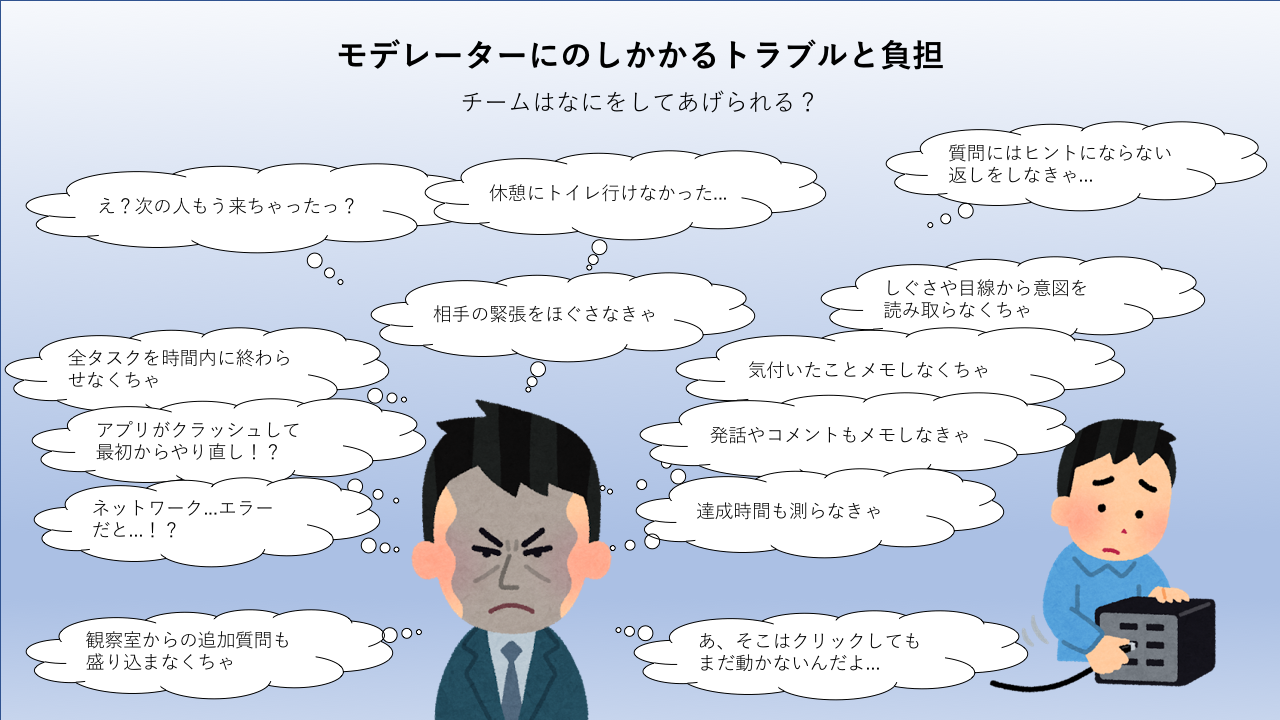 モデレーターにのしかかるトラブルと負担
チームはなにをしてあげられる？
え？次の人もう来ちゃったっ？
休憩にトイレ行けなかった…
質問にはヒントにならない
返しをしなきゃ…
相手の緊張をほぐさなきゃ
しぐさや目線から意図を
読み取らなくちゃ
全タスクを時間内に終わら
せなくちゃ
気付いたことメモしなくちゃ
アプリがクラッシュして
最初からやり直し！？
発話やコメントもメモしなきゃ
ネットワーク…エラー
だと…！？
達成時間も測らなきゃ
観察室からの追加質問も
盛り込まなくちゃ
あ、そこはクリックしても
まだ動かないんだよ…